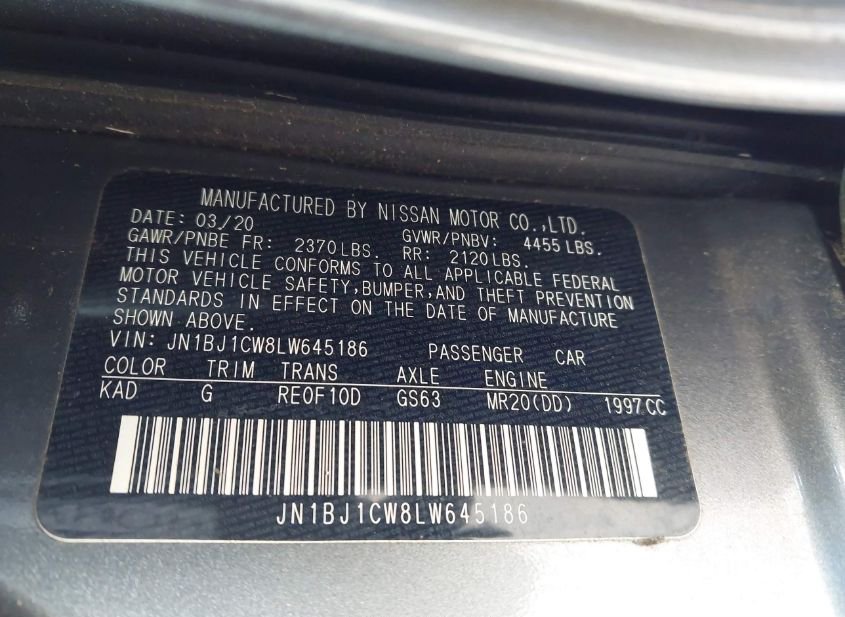 MANUFACTURED BY NISSAN MOTOR CO.,LTD.
DATE: 03/20
GAWR/PNBE FR: 2370LBS. GVWR/PNBV: 4455 LBS.
RR: 2120LBS.
THIS VEHICLE CONFORMS TO ALL APPLICABLE FEDERAL
MOTOR VEHICLE SAFETY,BUMPER,AND THEFT PREVENTION
STANDARDS IN EFFECT ON THE DATE OF MANUFACTURE
SHOWN ABOVE.
VIN: JN1BJ1CW8LW645186 PASSENGER CAR
COLOR TRIM TRANS AXLE ENGINE
KAD G RE0F10D GS63 MR20(DD) 1997CC
JN1BJ1CW8LW645186